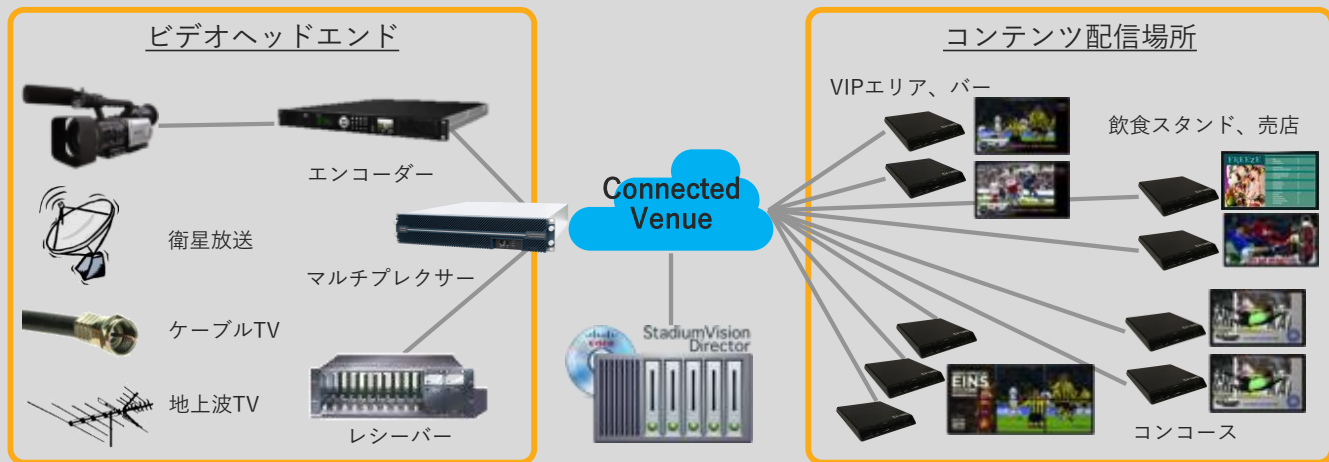 ビデオヘッドエンド
エンコーダー
衛星放送
マルチプレクサー
ケーブルTV
地上波TV
レシーバー
Connected
Venue
StadiumVision
Director
コンテンツ配信場所
VIPエリア、バー
飲食スタンド、売店
FREEZE
EINS
コンコース